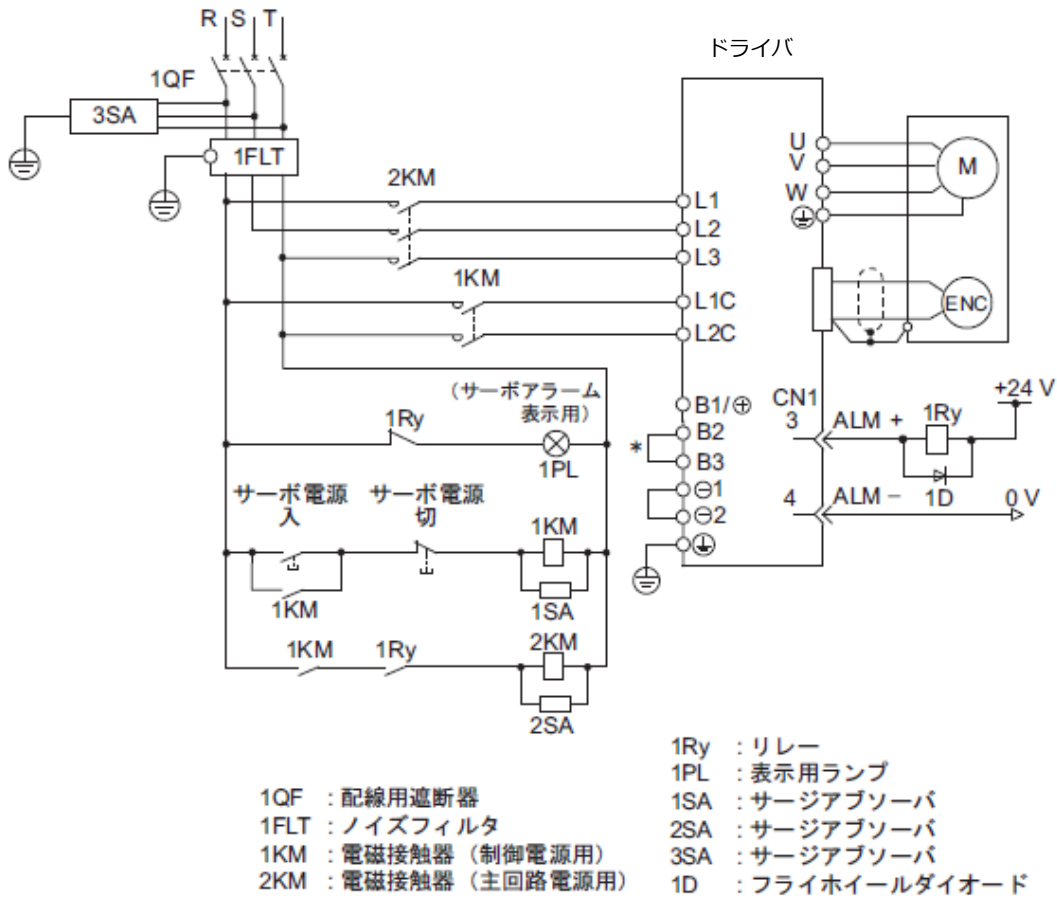 R S T
ドライバ
1QF
3SA
1FLT
2KM
L1
L2
L3
1KM
L1C
L2C
U
V
W
M
ENC
(サーボアラーム
表示用)
1Ry
1PL
B1/⊕
B2
*
B3
⊖1
⊖2
CN1
3
ALM +
1Ry
+24 V
1D
4
ALM −
0 V
サーボ電源
入
サーボ電源
切
1KM
1KM
1SA
1KM
1Ry
2KM
2SA
1QF : 配線用遮断器
1FLT : ノイズフィルタ
1KM : 電磁接触器(制御電源用)
2KM : 電磁接触器(主回路電源用)
1Ry : リレー
1PL : 表示用ランプ
1SA : サージアブソーバ
2SA : サージアブソーバ
3SA : サージアブソーバ
1D : フライホイールダイオード